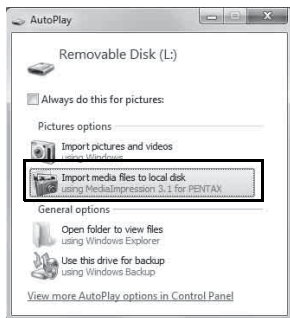 AutoPlay
Removable Disk (L:)
Always do this for pictures:
Pictures options
Import pictures and videos
using Windows
Import media files to local disk
using MediaImpression 3.1 for PENTAX
General options
Open folder to view files
using Windows Explorer
Use this drive for backup
using Windows Backup
View more AutoPlay options in Control Panel